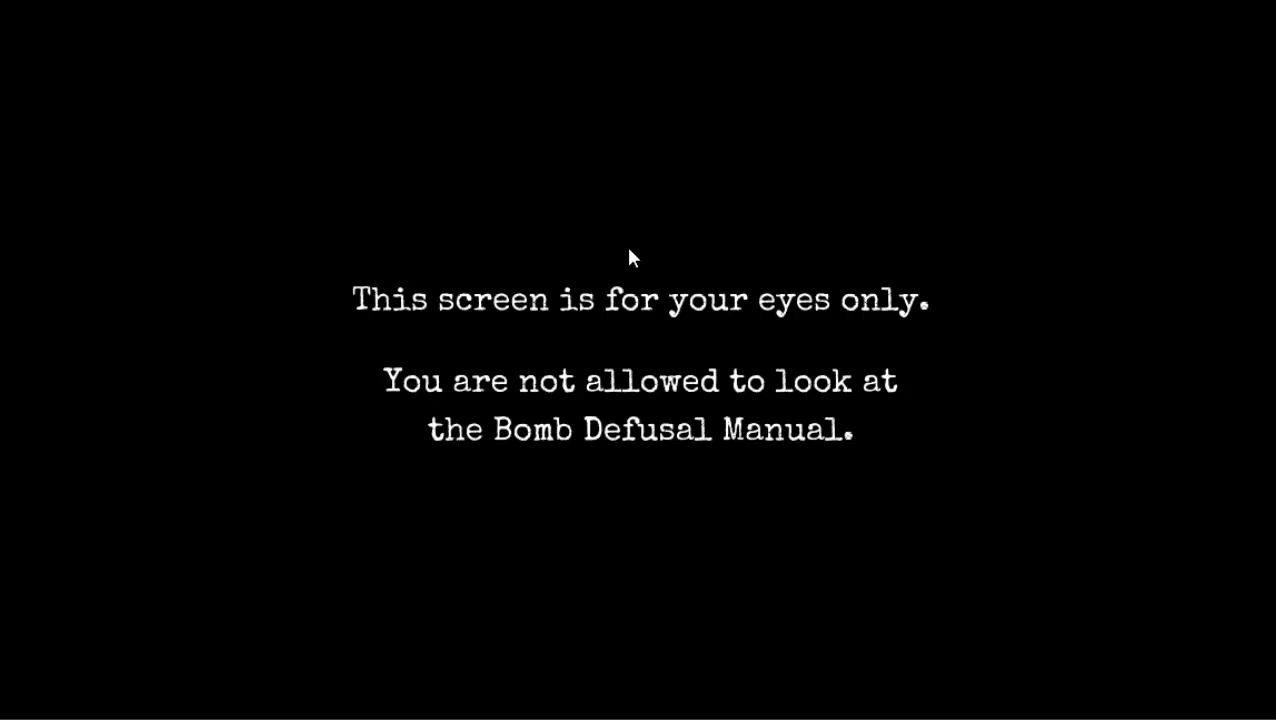 This screen is for your eyes only.
You are not allowed to look at
the Bomb Defusal Manual.